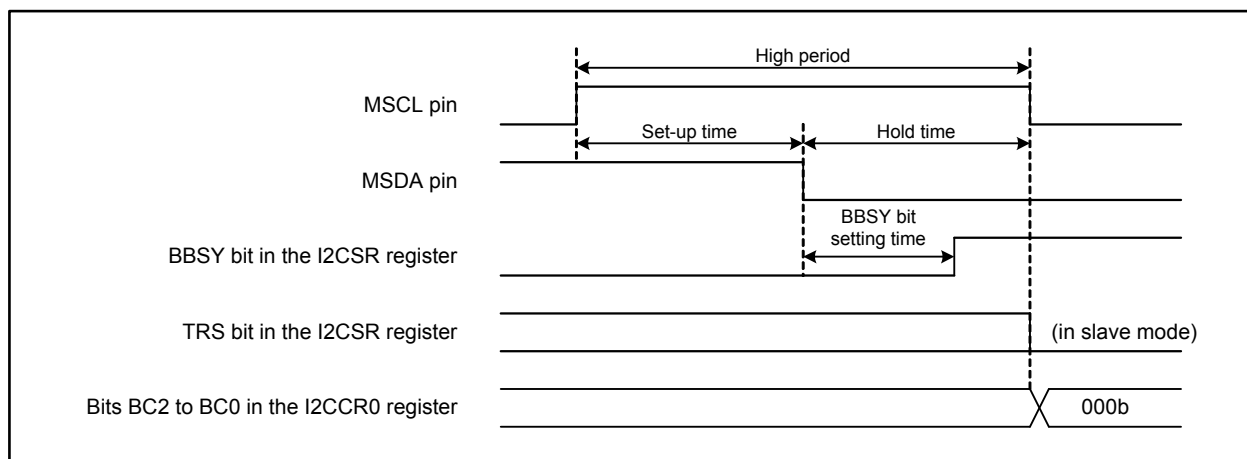 High period
MSCL pin
Set-up time
Hold time
MSDA pin
BBSY bit
setting time
BBSY bit in the I2CSR register
TRS bit in the I2CSR register
(in slave mode)
Bits BC2 to BC0 in the I2CCR0 register
000b